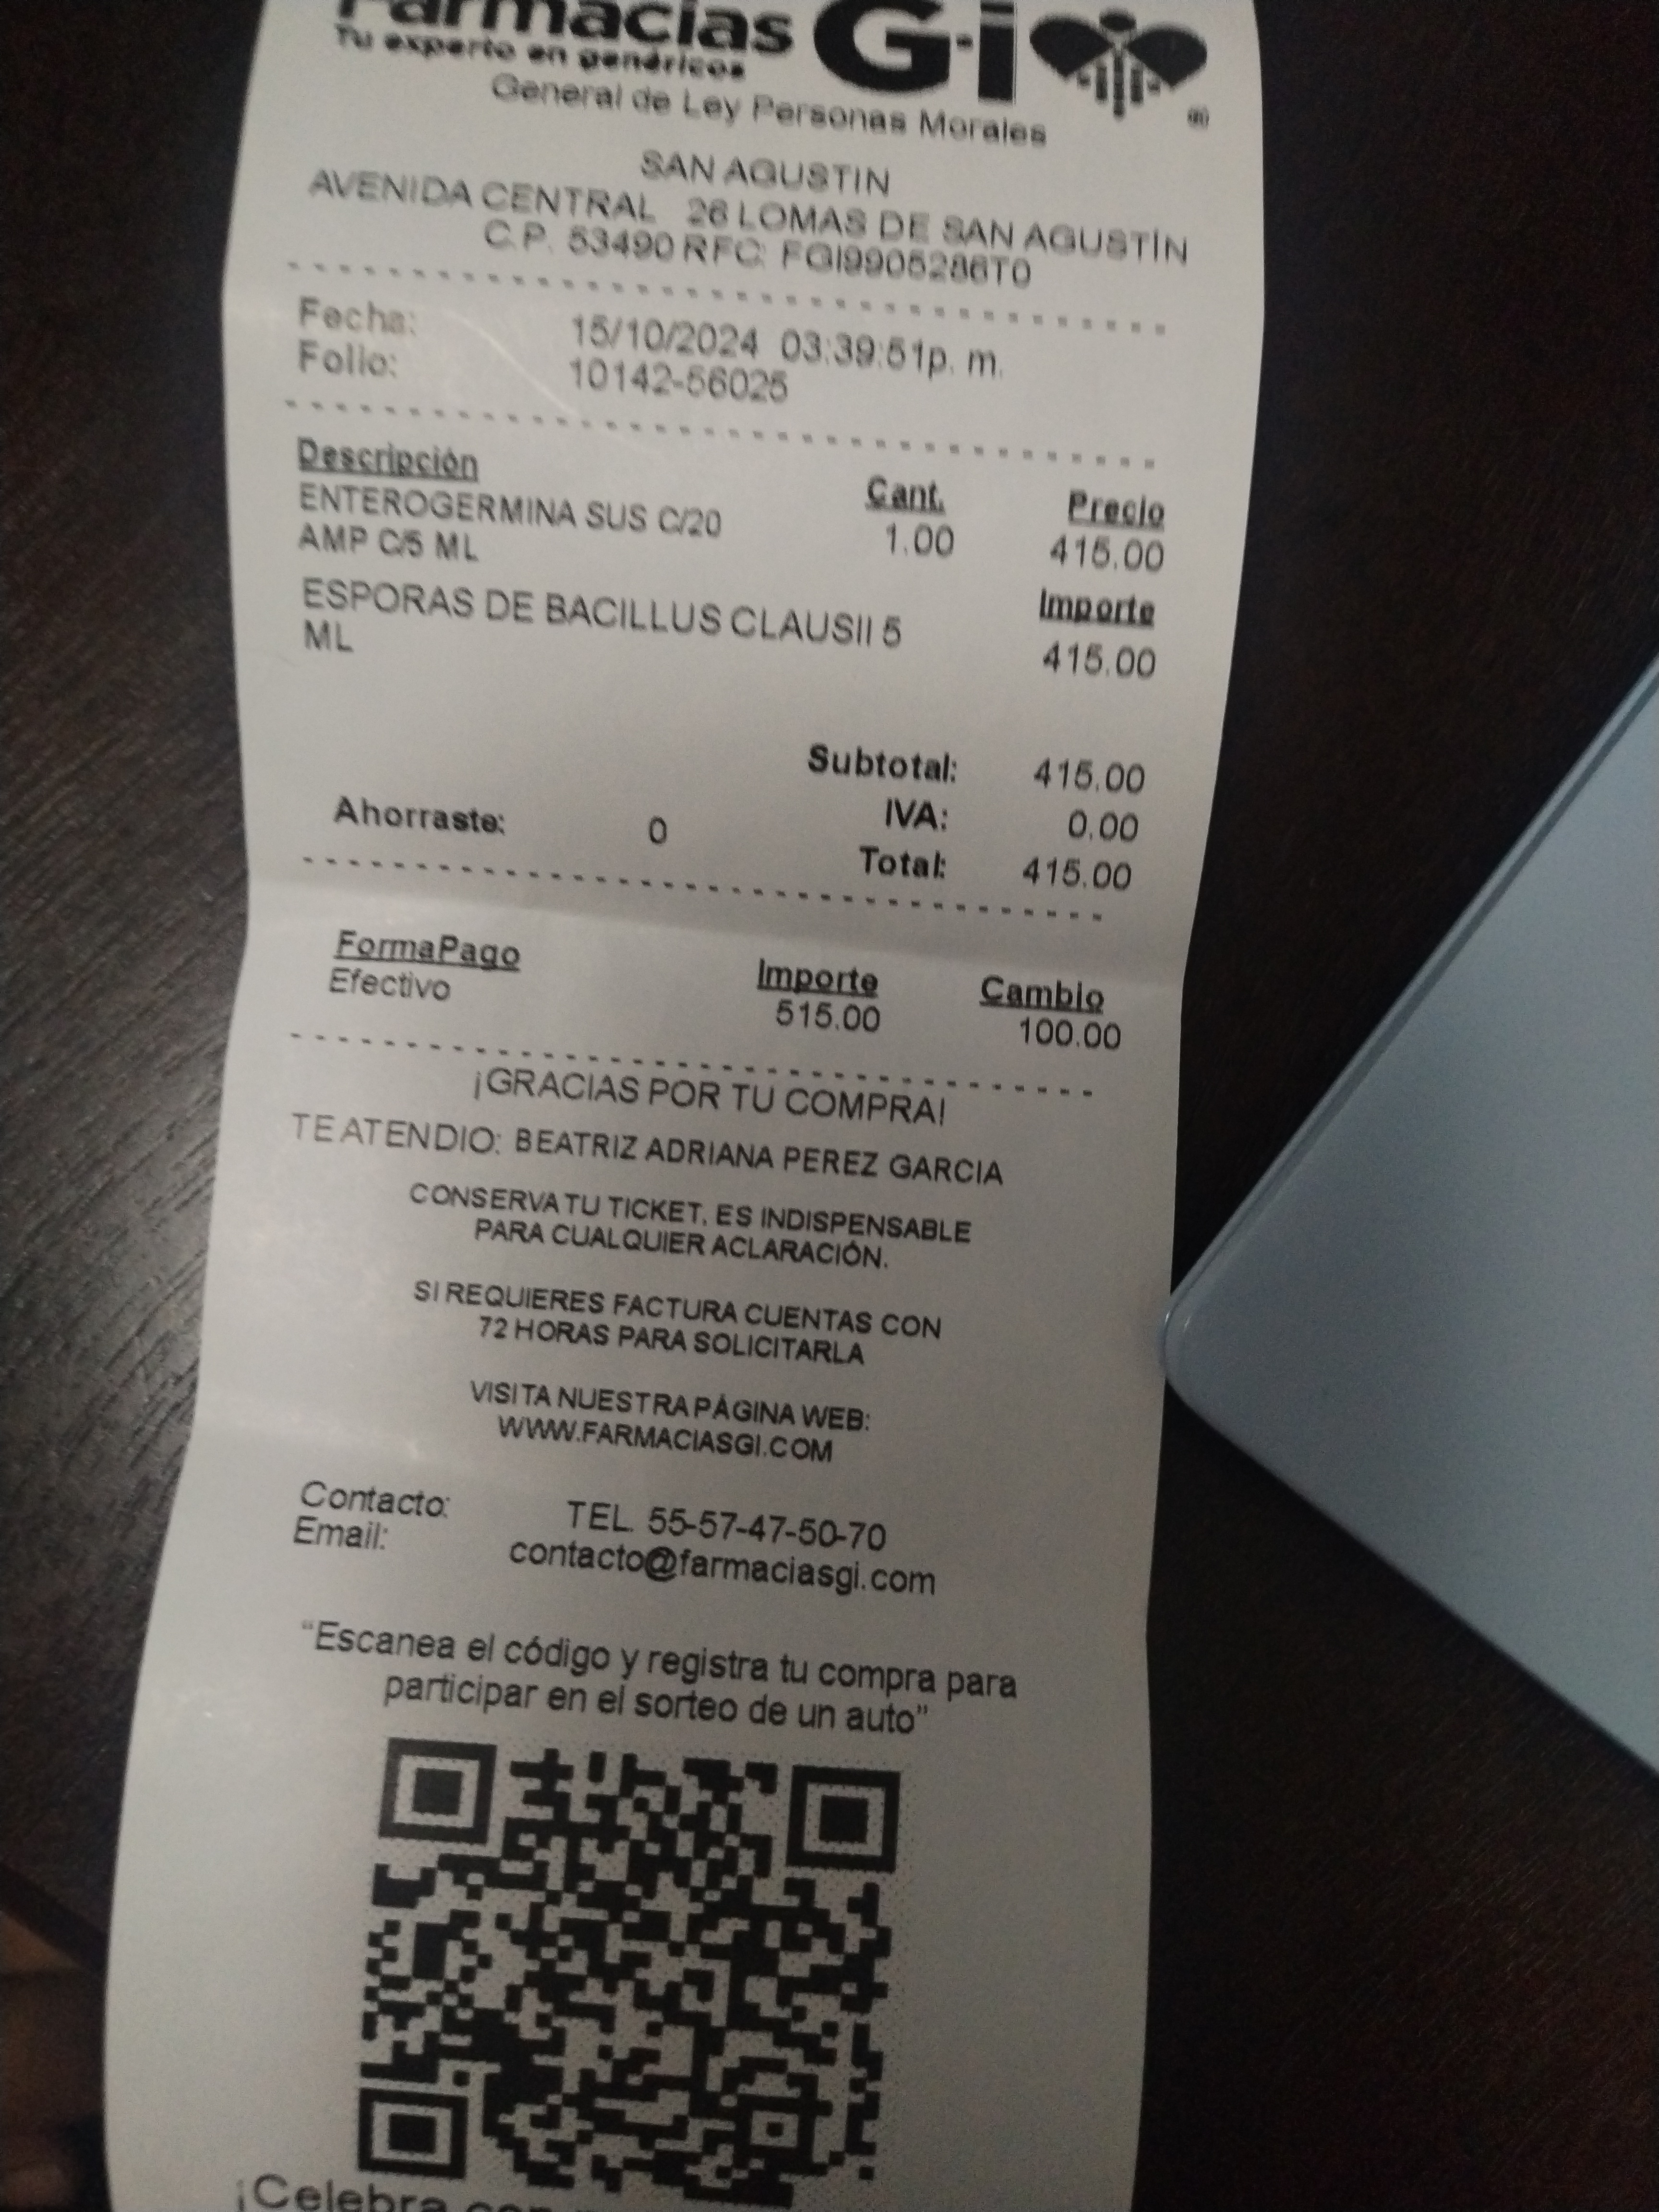 Farmacias Gi
Tu experto en genéricos
®
General de Ley Personas Morales
SAN AGUSTIN
AVENIDA CENTRAL 26 LOMAS DE SAN AGUSTÍN
C.P. 53490 RFC: FGI9905286T0
Fecha: 15/10/2024 03:39:51p. m.
Folio: 10142-56025
Descripción Cant. Precio
ENTEROGERMINA SUS C/20 1.00 415.00
AMP C/5 ML
ESPORAS DE BACILLUS CLAUSII 5 Importe
ML 415.00
Subtotal: 415.00
IVA: 0.00
Ahorraste: 0 Total: 415.00
FormaPago Importe Cambio
Efectivo 515.00 100.00
¡GRACIAS POR TU COMPRA!
TE ATENDIO: BEATRIZ ADRIANA PEREZ GARCIA
CONSERVA TU TICKET, ES INDISPENSABLE
PARA CUALQUIER ACLARACIÓN.
SI REQUIERES FACTURA CUENTAS CON
72 HORAS PARA SOLICITARLA
VISITA NUESTRA PÁGINA WEB:
WWW.FARMACIASGI.COM
Contacto: TEL. 55-57-47-50-70
Email: contacto@farmaciasgi.com
“Escanea el código y registra tu compra para
participar en el sorteo de un auto”
¡Celebra con